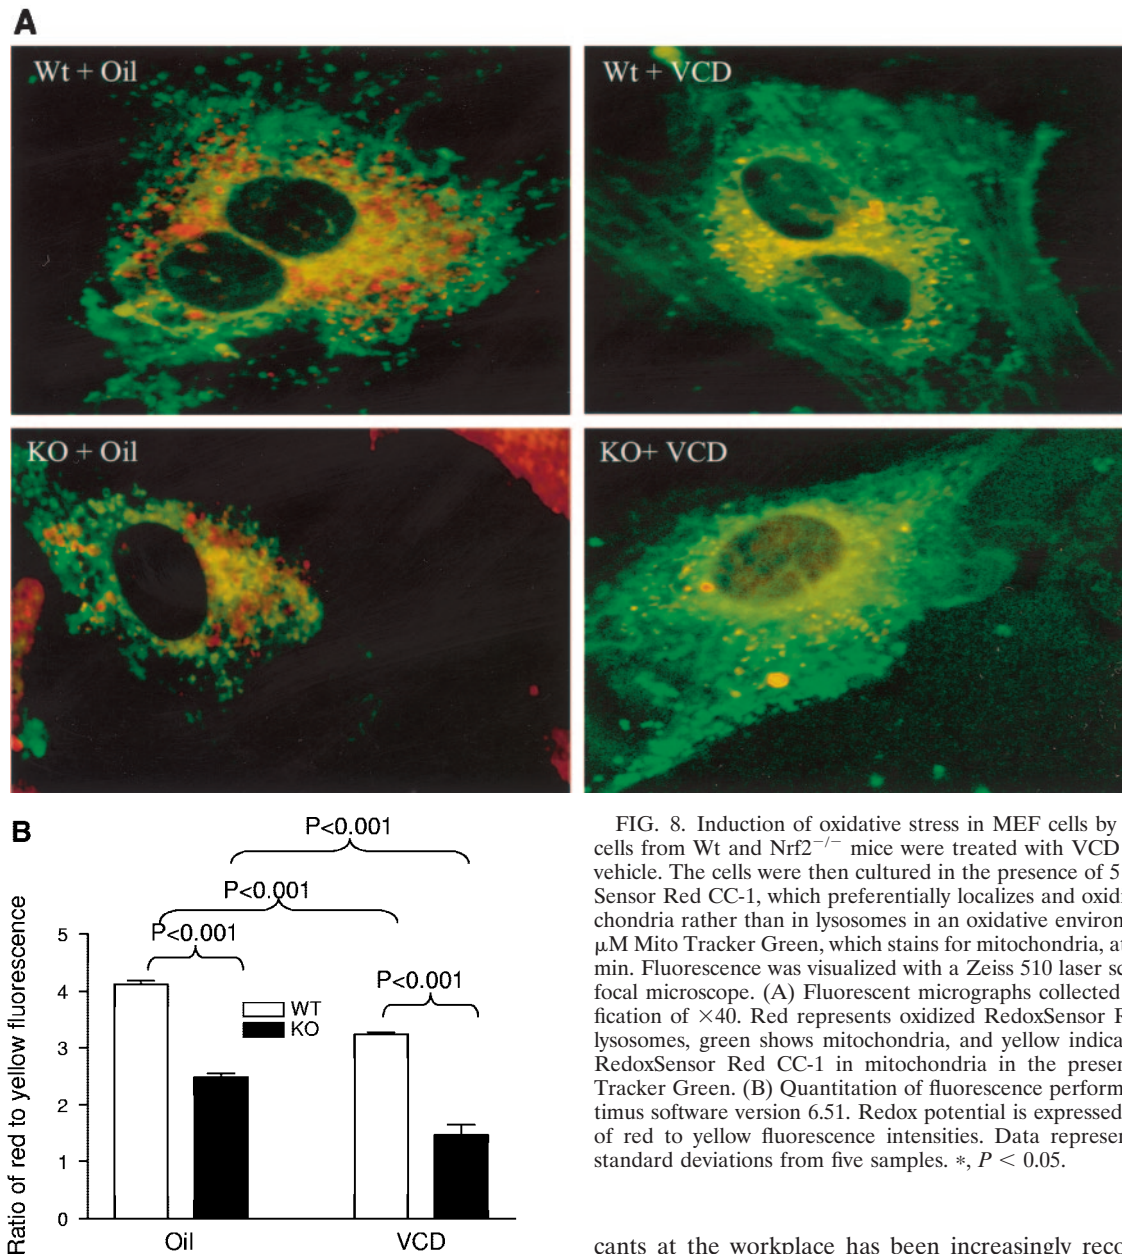 A
Wt + Oil
Wt + VCD
KO + Oil
KO+ VCD
B
P<0.001
P<0.001
P<0.001
P<0.001
Ratio of red to yellow fluorescence
5
4
3
2
1
0
WT
KO
Oil
VCD
FIG. 8. Induction of oxidative stress in MEF cells by
cells from Wt and Nrf2−/− mice were treated with VCD
vehicle. The cells were then cultured in the presence of 5
Sensor Red CC-1, which preferentially localizes and oxidi
chondria rather than in lysosomes in an oxidative environ
μM Mito Tracker Green, which stains for mitochondria, at
min. Fluorescence was visualized with a Zeiss 510 laser sc
focal microscope. (A) Fluorescent micrographs collected
fication of ×40. Red represents oxidized RedoxSensor R
lysosomes, green shows mitochondria, and yellow indica
RedoxSensor Red CC-1 in mitochondria in the presen
Tracker Green. (B) Quantitation of fluorescence perform
timus software version 6.51. Redox potential is expressed
of red to yellow fluorescence intensities. Data represen
standard deviations from five samples. *, P < 0.05.
cants at the workplace has been increasingly reco